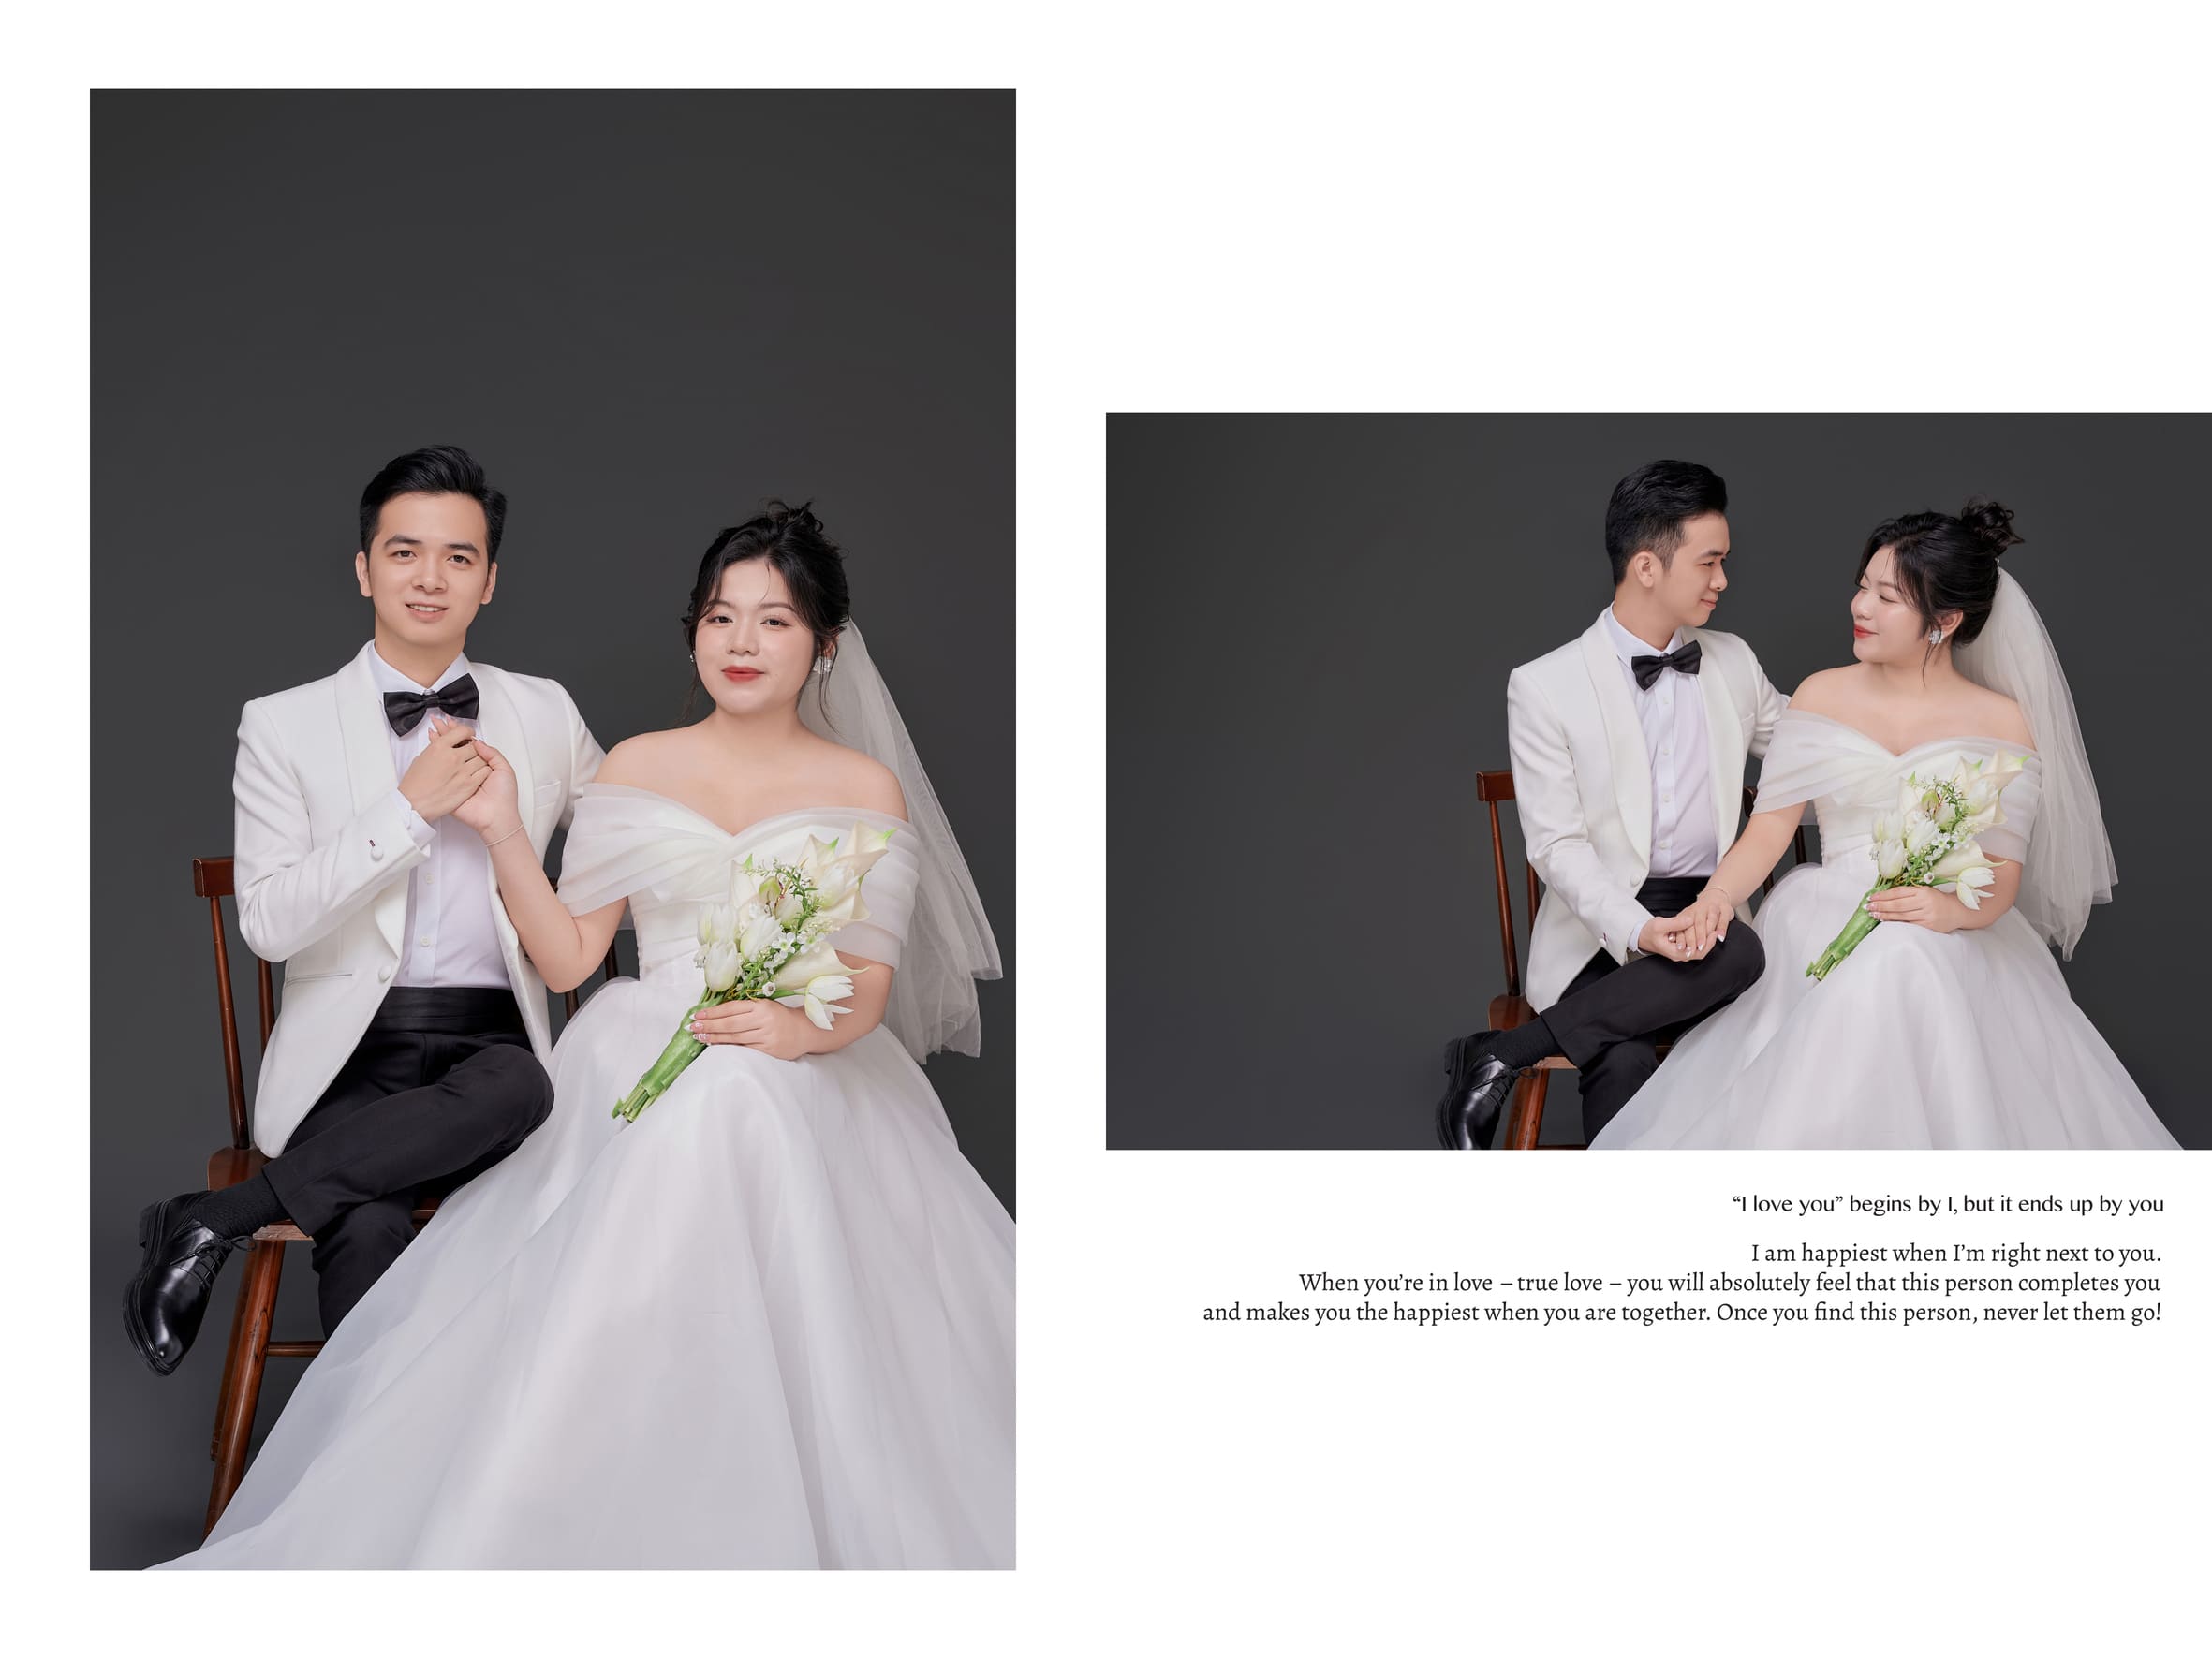 “I love you” begins by I, but it ends up by you
I am happiest when I’m right next to you.
When you’re in love – true love – you will absolutely feel that this person completes you
and makes you the happiest when you are together. Once you find this person, never let them go!